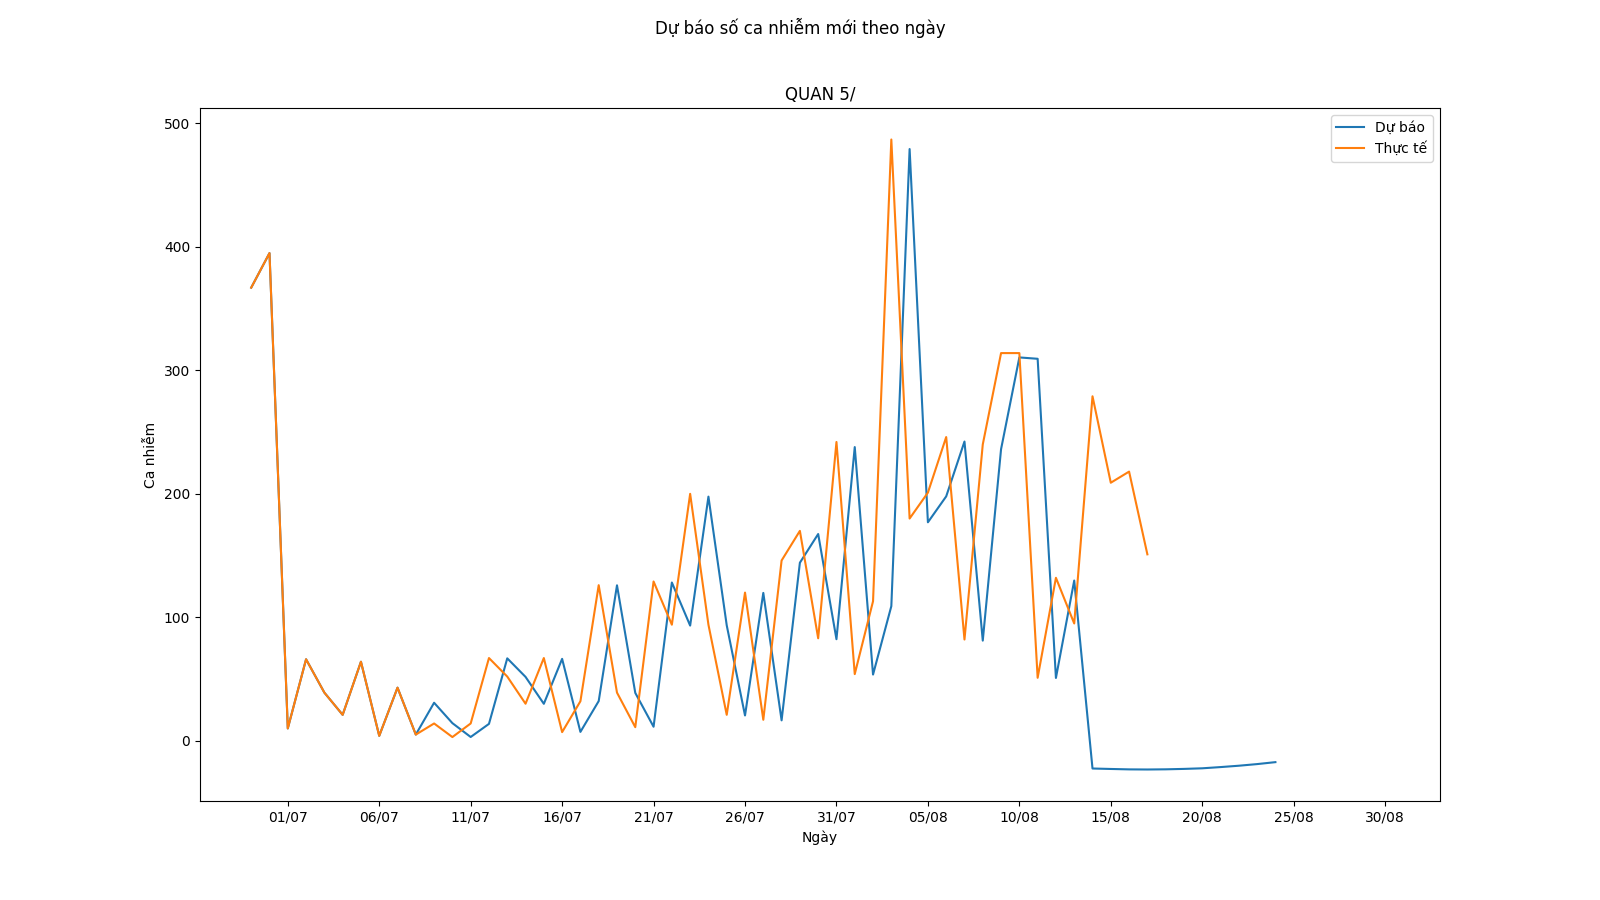 Dự báo số ca nhiễm mới theo ngày
QUAN 5/
Dự báo
Thực tế
500
400
300
200
100
0
Ca nhiễm
01/07 06/07 11/07 16/07 21/07 26/07 31/07 05/08 10/08 15/08 20/08 25/08 30/08
Ngày